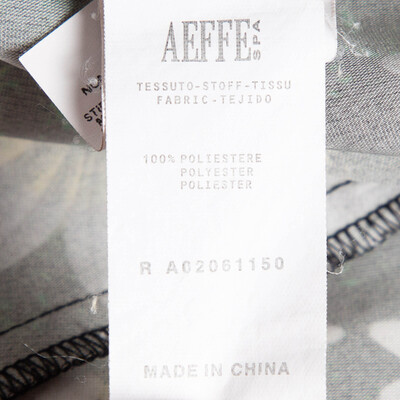 AEFFE SPA
TESSUTO-STOFF-TISSU
FABRIC-TEJIDO
100% POLIESTERE
POLYESTER
POLIESTER
R A02061150
MADE IN CHINA